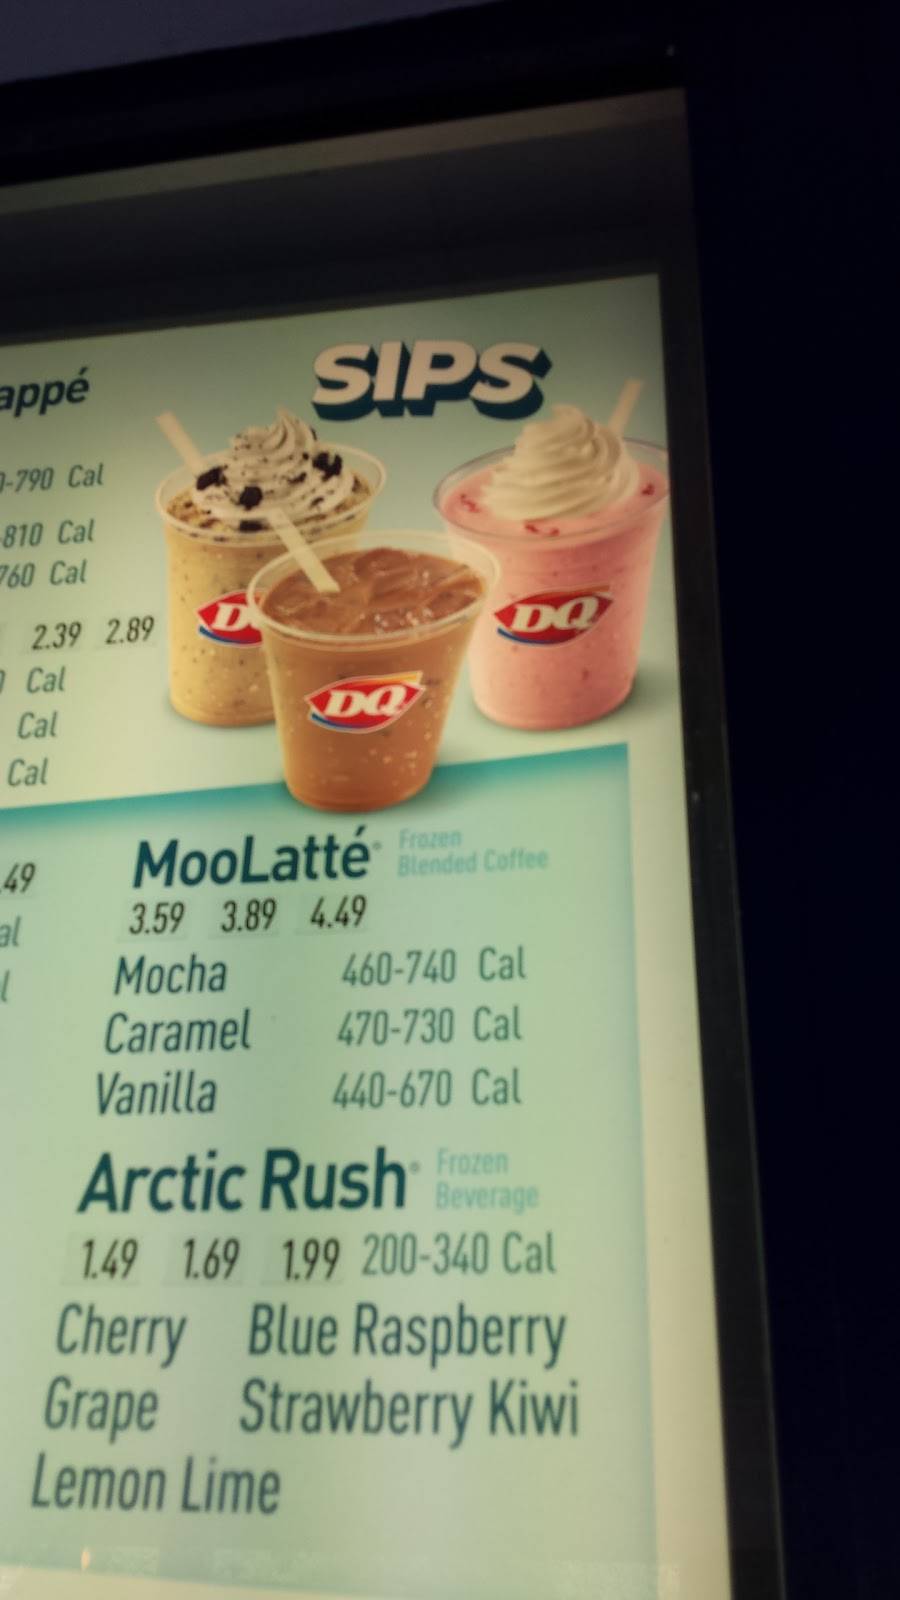 SIPS
790 Cal
810 Cal
760 Cal
2.39 2.89
Cal
Cal
Cal
DQ
DQ
MooLatté® Frozen
Blended Coffee
3.59 3.89 4.49
Mocha 460-740 Cal
Caramel 470-730 Cal
Vanilla 440-670 Cal
Arctic Rush® Frozen
Beverage
1.49 1.69 1.99 200-340 Cal
Cherry Blue Raspberry
Grape Strawberry Kiwi
Lemon Lime